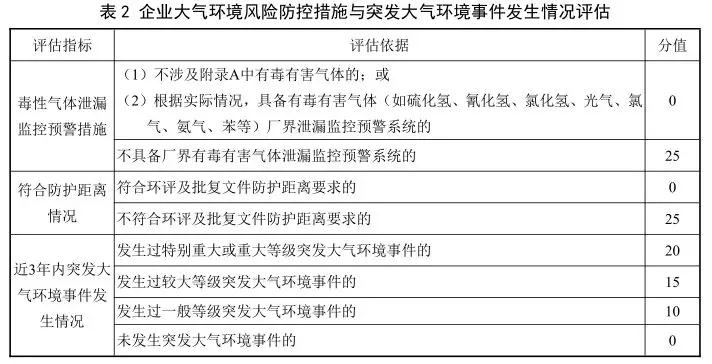 表 2 企业大气环境风险防控措施与突发大气环境事件发生情况评估
评估指标 评估依据 分值
毒性气体泄漏
监控预警措施
（1）不涉及附录A中有毒有害气体的；或
（2）根据实际情况，具备有毒有害气体（如硫化氢、氰化氢、氯化氢、光气、氯
气、氨气、苯等）厂界泄漏监控预警系统的
0
不具备厂界有毒有害气体泄漏监控预警系统的 25
符合防护距离
情况
符合环评及批复文件防护距离要求的 0
不符合环评及批复文件防护距离要求的 25
近3年内突发大
气环境事件发
生情况
发生过特别重大或重大等级突发大气环境事件的 20
发生过较大等级突发大气环境事件的 15
发生过一般等级突发大气环境事件的 10
未发生突发大气环境事件的 0